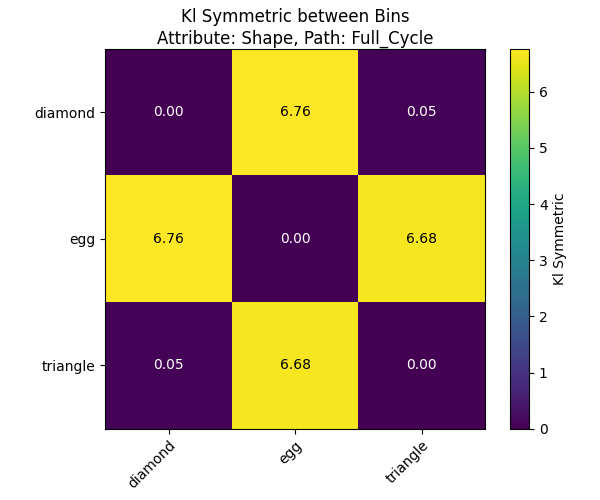 Kl Symmetric between Bins
Attribute: Shape, Path: Full_Cycle
diamond
0.00
6.76
0.05
egg
6.76
0.00
6.68
triangle
0.05
6.68
0.00
diamond
egg
triangle
6
5
4
3
2
1
0
Kl Symmetric